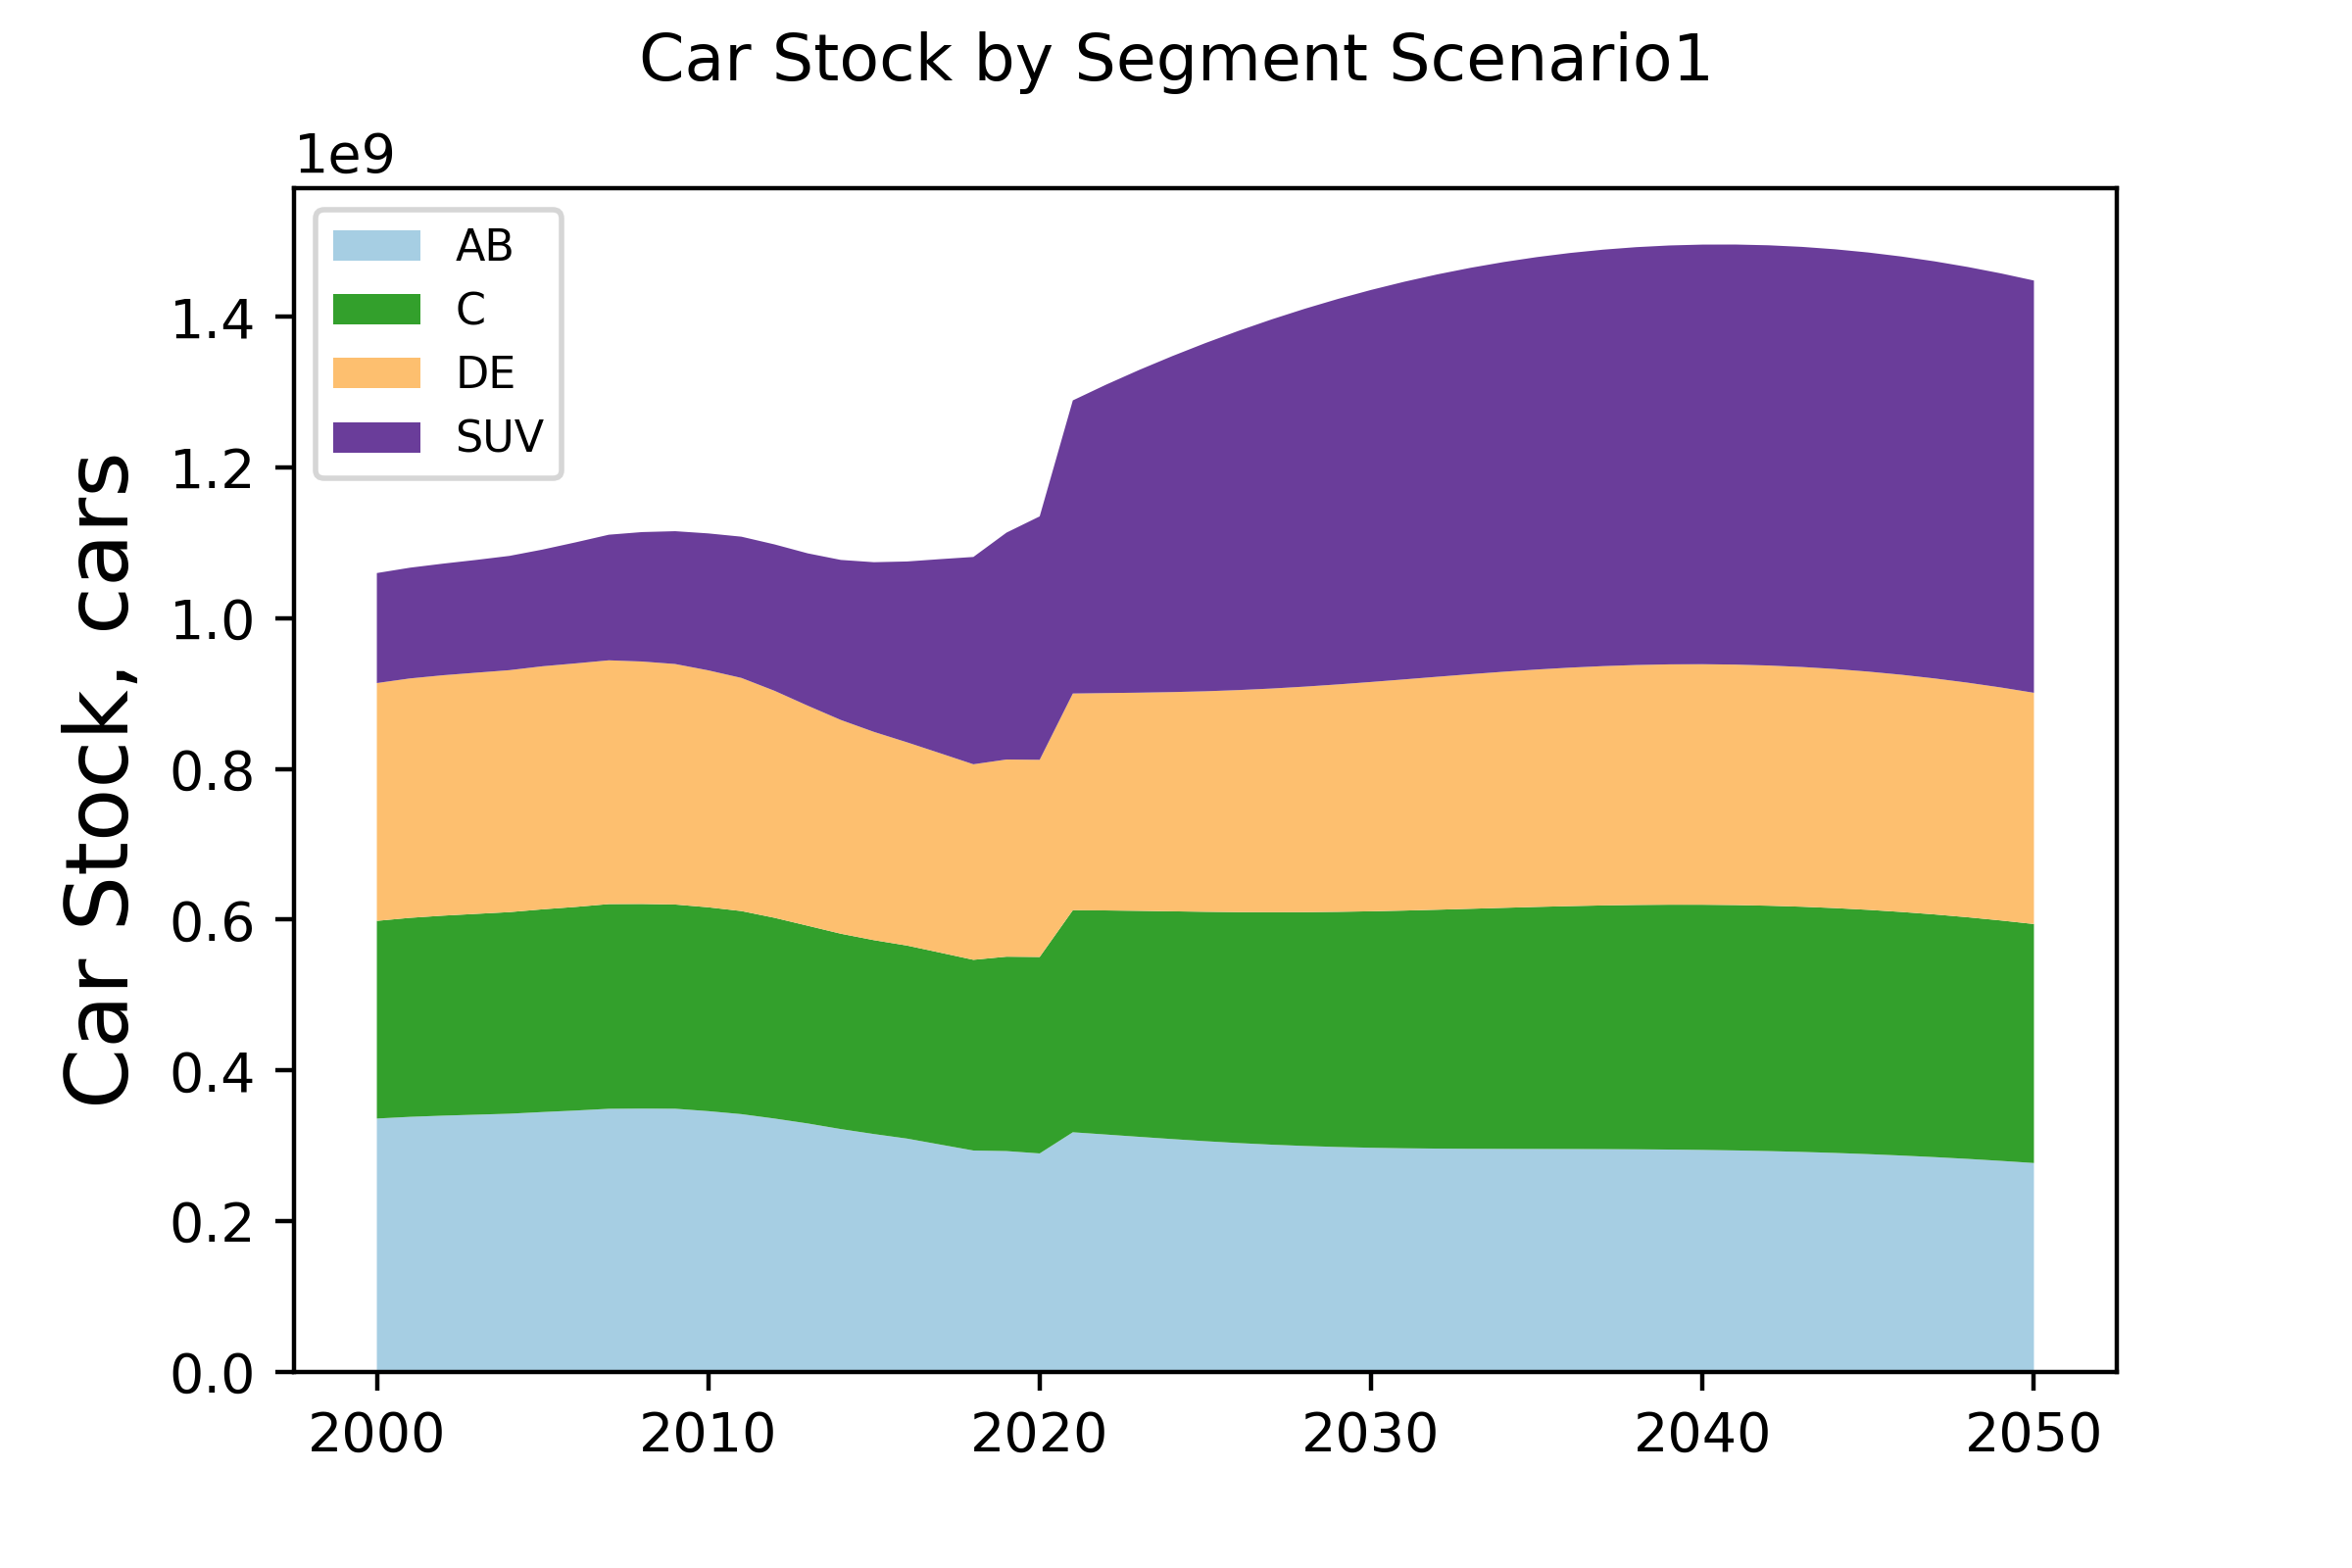 Car Stock by Segment Scenario1
1e9
AB
C
DE
SUV
Car Stock, cars
1.4
1.2
1.0
0.8
0.6
0.4
0.2
0.0
2000 2010 2020 2030 2040 2050